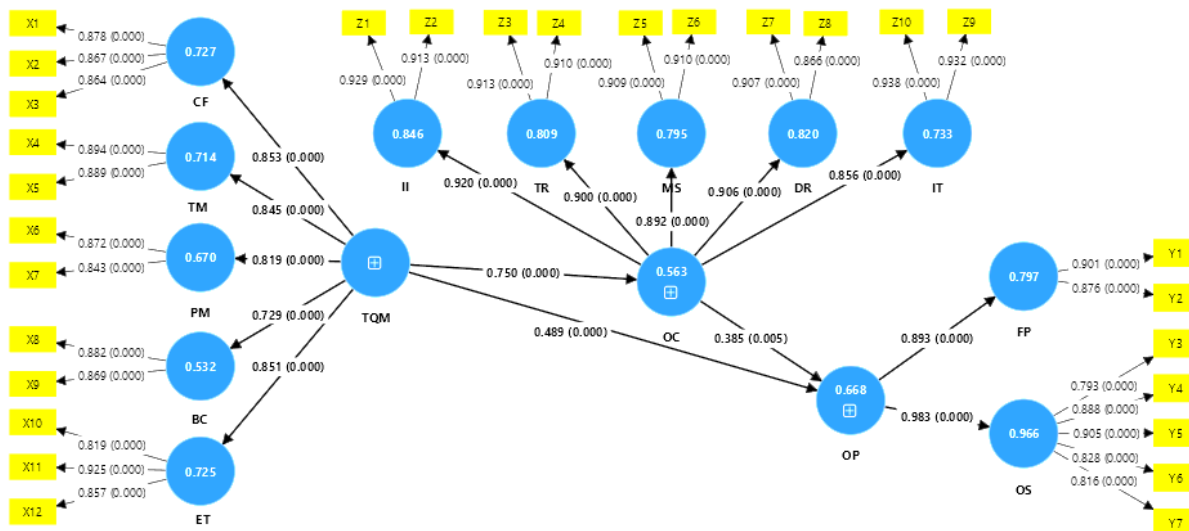 X1
0.878 (0.000)
X2
0.867 (0.000)
X3
0.864 (0.000)
0.727
CF
X4
0.894 (0.000)
X5
0.889 (0.000)
0.714
TM
X6
0.872 (0.000)
X7
0.843 (0.000)
0.670
PM
X8
0.882 (0.000)
X9
0.869 (0.000)
0.532
BC
X10
0.819 (0.000)
X11
0.925 (0.000)
X12
0.857 (0.000)
0.725
ET
0.853 (0.000)
0.845 (0.000)
0.819 (0.000)
0.729 (0.000)
0.851 (0.000)
TQM
Z1
Z2
0.929 (0.000)
0.913 (0.000)
0.846
II
Z3
Z4
0.913 (0.000)
0.910 (0.000)
0.809
TR
Z5
Z6
0.909 (0.000)
0.910 (0.000)
0.795
MS
Z7
Z8
0.907 (0.000)
0.866 (0.000)
0.820
DR
Z10
Z9
0.938 (0.000)
0.932 (0.000)
0.733
IT
0.920 (0.000)
0.900 (0.000)
0.892 (0.000)
0.906 (0.000)
0.856 (0.000)
0.750 (0.000)
0.563
OC
0.489 (0.000)
0.385 (0.005)
0.668
OP
0.893 (0.000)
0.983 (0.000)
0.797
FP
0.901 (0.000)
Y1
0.876 (0.000)
Y2
0.966
OS
0.793 (0.000)
Y3
0.888 (0.000)
Y4
0.905 (0.000)
Y5
0.828 (0.000)
Y6
0.816 (0.000)
Y7